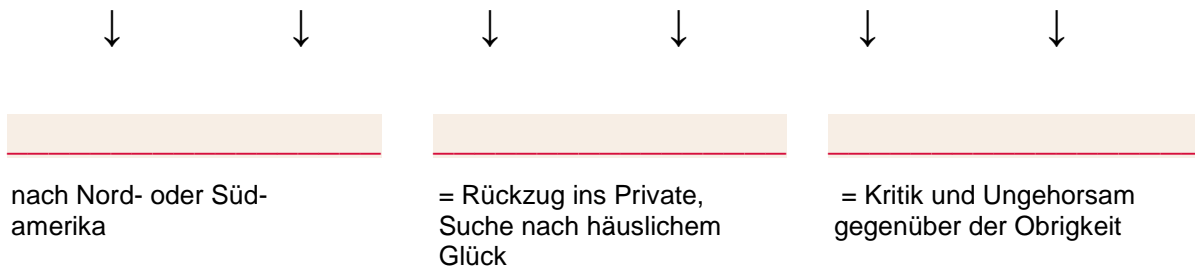 nach Nord- oder Süd-
amerika
= Rückzug ins Private,
Suche nach häuslichem
Glück
= Kritik und Ungehorsam
gegenüber der Obrigkeit